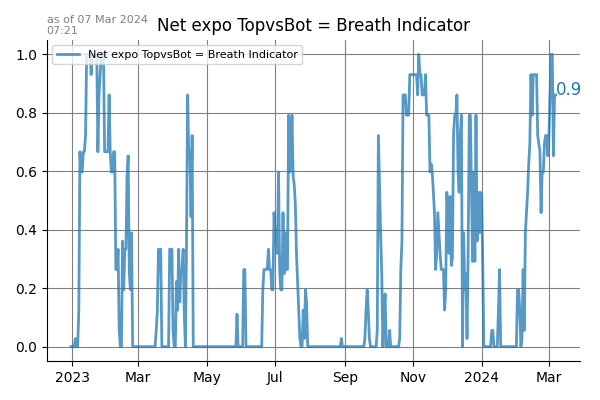 as of 07 Mar 2024
07:21
Net expo TopvsBot = Breath Indicator
Net expo TopvsBot = Breath Indicator
1.0
0.8
0.6
0.4
0.2
0.0
0.9
2023 Mar May Jul Sep Nov 2024 Mar